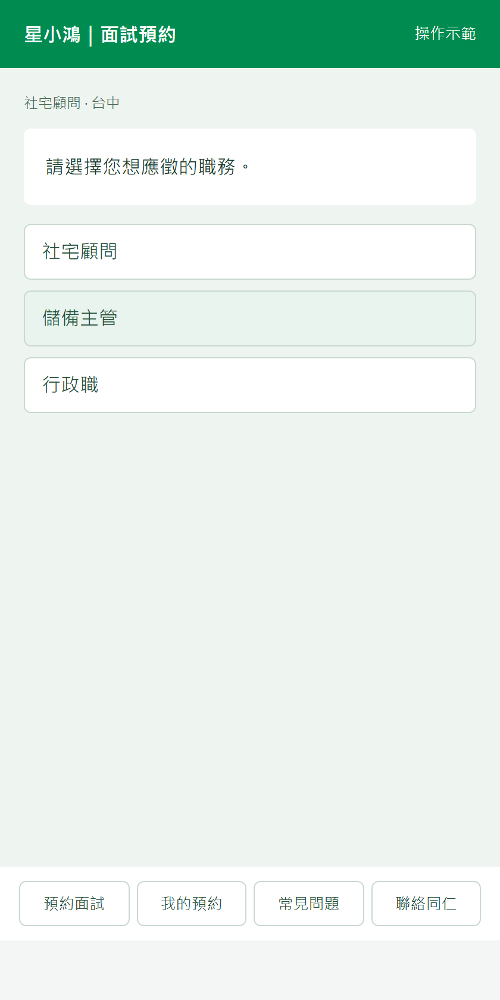 星小鴻｜面試預約
操作示範
社宅顧問 · 台中
請選擇您想應徵的職務。
社宅顧問
儲備主管
行政職
預約面試
我的預約
常見問題
聯絡同仁